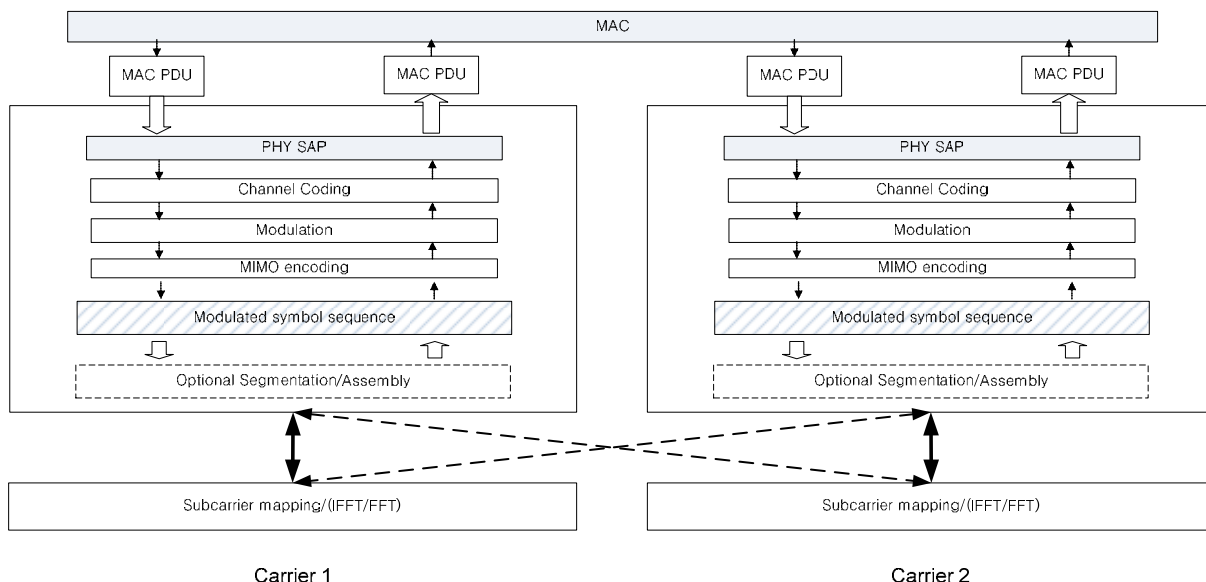 MAC
MAC PDU
MAC PDU
MAC PDU
MAC PDU
PHY SAP
Channel Coding
Modulation
MIMO encoding
Modulated symbol sequence
Optional Segmentation/Assembly
PHY SAP
Channel Coding
Modulation
MIMO encoding
Modulated symbol sequence
Optional Segmentation/Assembly
Subcarrier mapping/(IFFT/FFT)
Subcarrier mapping/(IFFT/FFT)
Carrier 1
Carrier 2